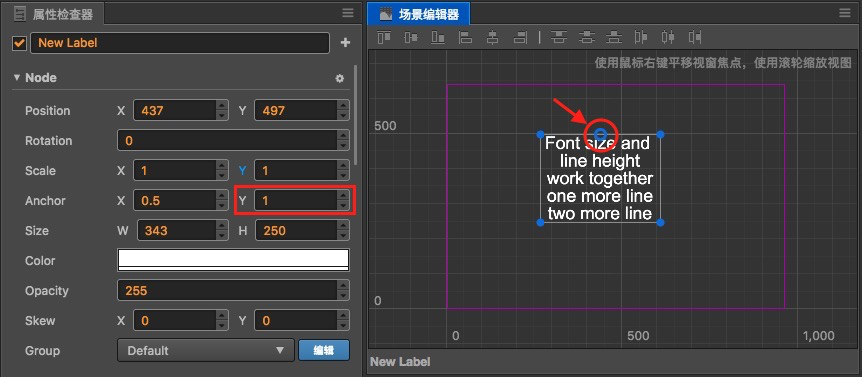 属性检查器
New Label
Node
Position X 437 Y 497
Rotation 0
Scale X 1 Y 1
Anchor X 0.5 Y 1
Size W 343 H 250
Color
Opacity 255
Skew X 0 Y 0
Group Default 编辑
场景编辑器
使用鼠标右键平移视窗焦点，使用滚轮缩放视图
500
Font size and
line height
work together
one more line
two more line
0
0 500 1,000
New Label